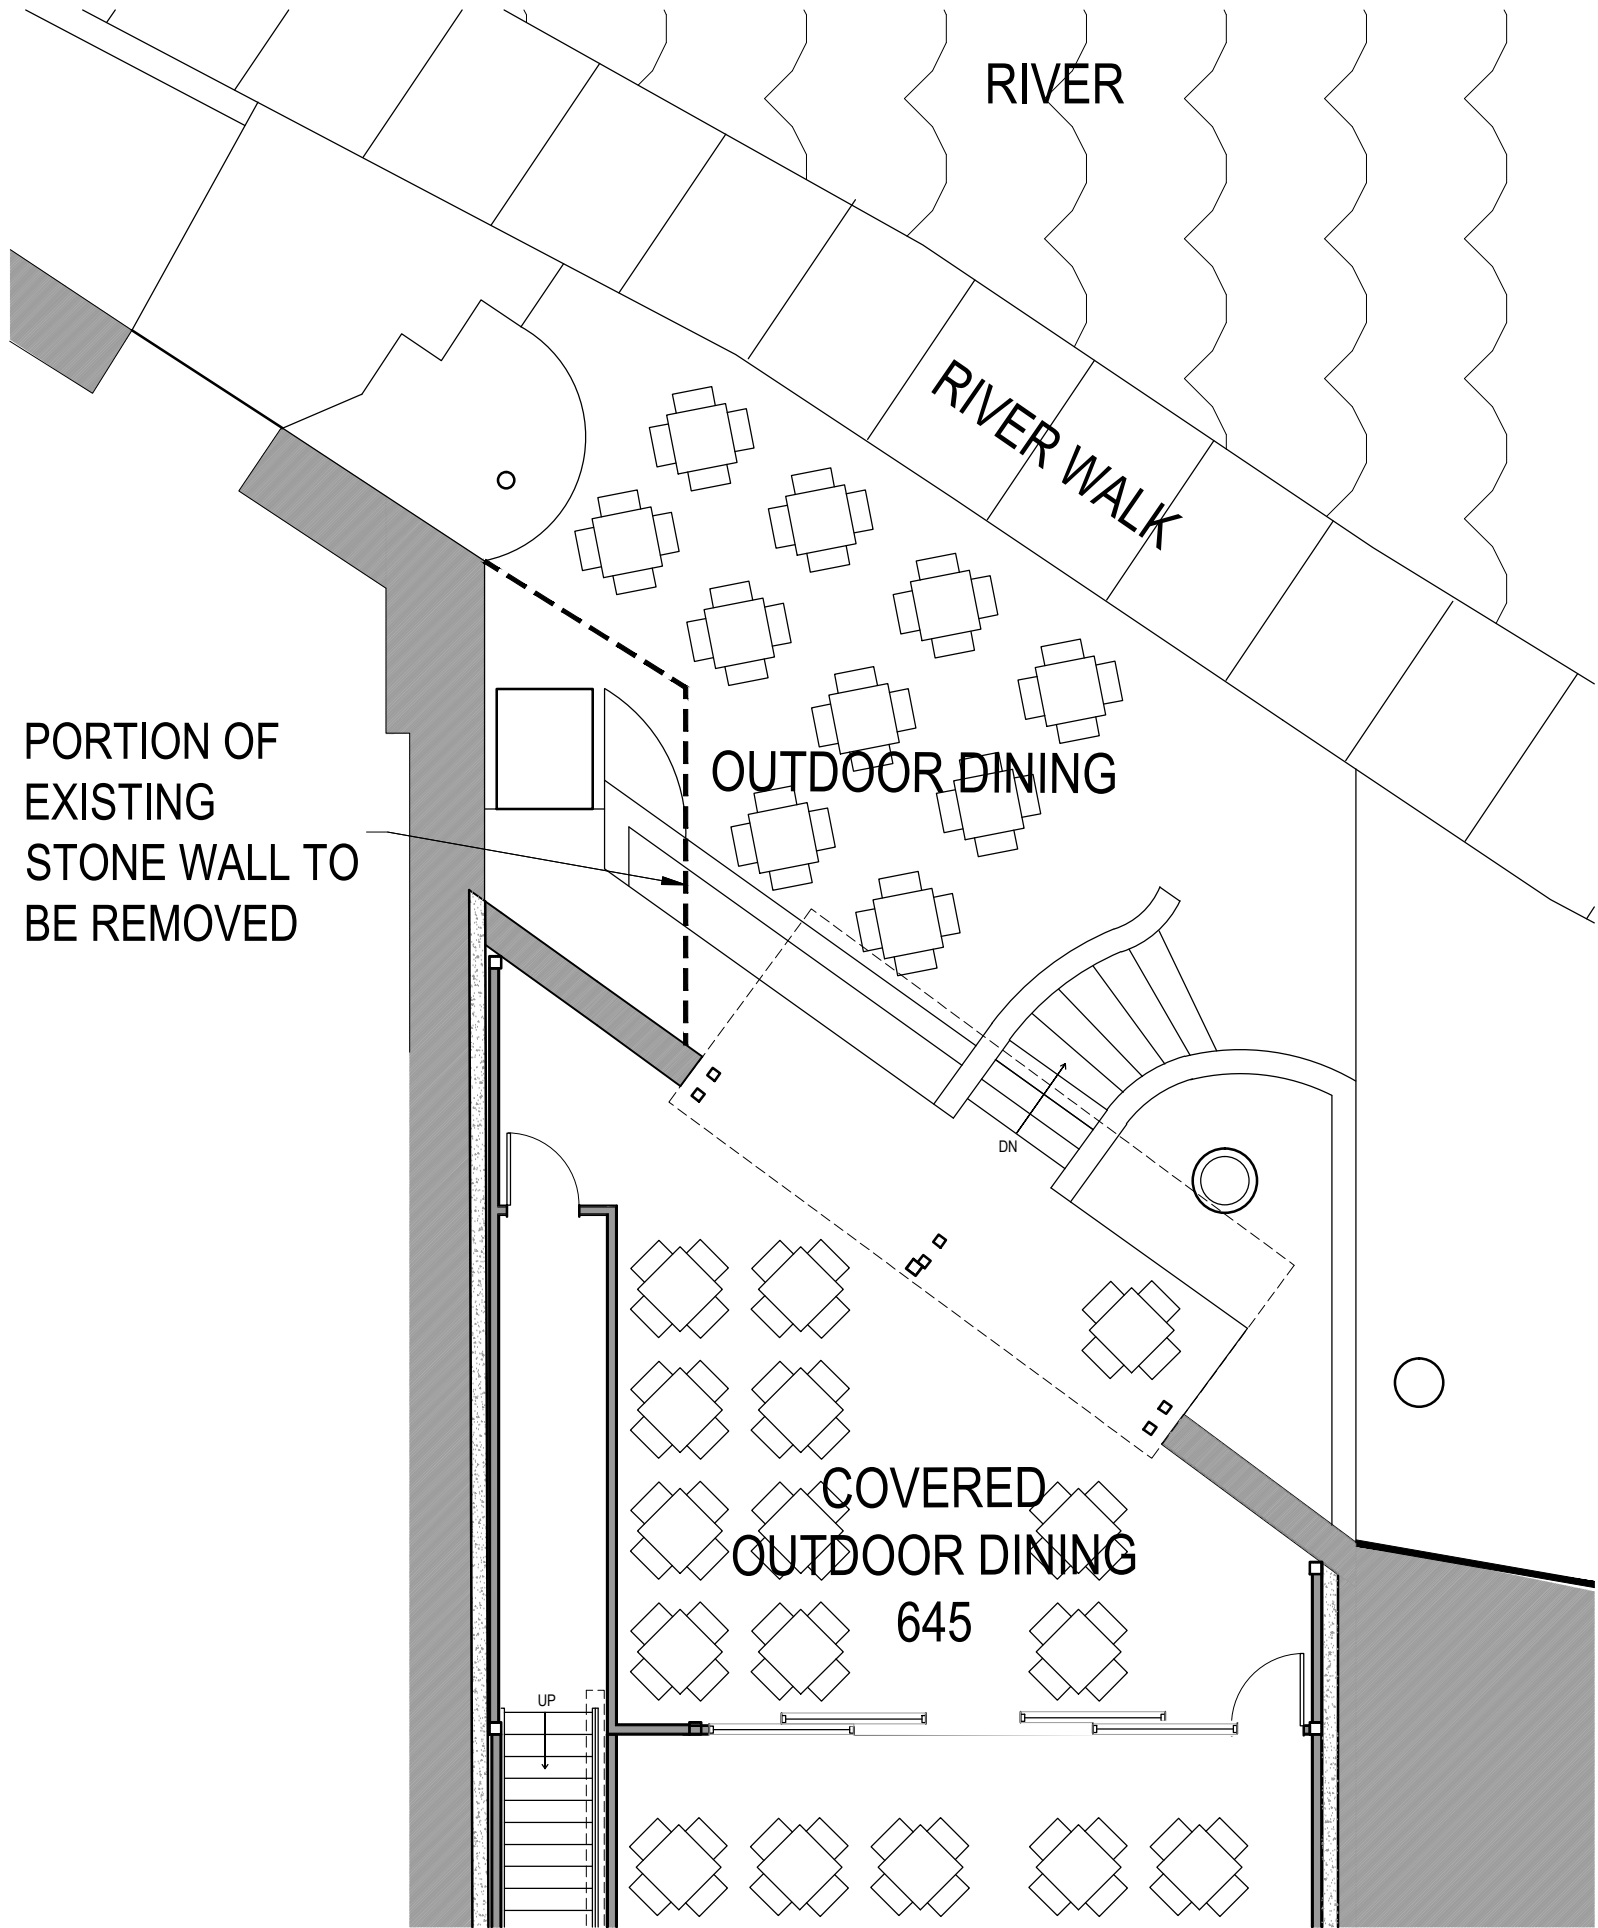 RIVER
RIVER WALK
PORTION OF
EXISTING
STONE WALL TO
BE REMOVED
OUTDOOR DINING
DN
COVERED
OUTDOOR DINING
645
UP